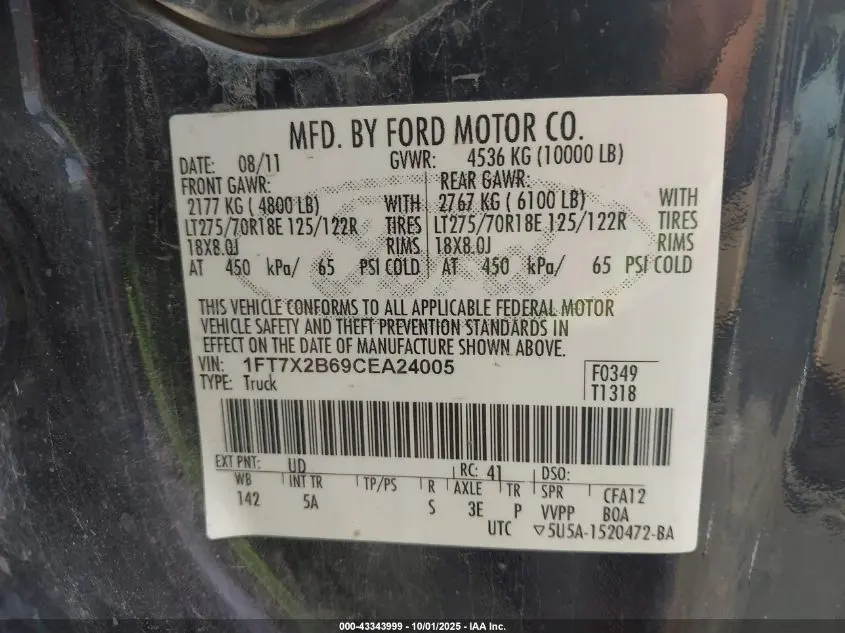 MFD. BY FORD MOTOR CO.
DATE: 08/11 GVWR: 4536 KG (10000 LB)
FRONT GAWR: REAR GAWR:
2177 KG ( 4800 LB) WITH 2767 KG ( 6100 LB) WITH
LT275/70R18E 125/122R TIRES LT275/70R18E 125/122R TIRES
18X8.0J RIMS 18X8.0J RIMS
AT 450 kPa/ 65 PSI COLD AT 450 kPa/ 65 PSI COLD
THIS VEHICLE CONFORMS TO ALL APPLICABLE FEDERAL MOTOR
VEHICLE SAFETY AND THEFT PREVENTION STANDARDS IN
EFFECT ON THE DATE OF MANUFACTURE SHOWN ABOVE.
VIN: 1FT7X2B69CEA24005 F0349
TYPE: Truck T1318
EXT PNT: UD RC: 41 DSO:
WB INT TR TP/PS R AXLE TR SPR CFA12
142 5A S 3E P VVPP BOA
UTC ▽5U5A-1520472-BA
000-43343999 - 10/01/2025 - IAA Inc.